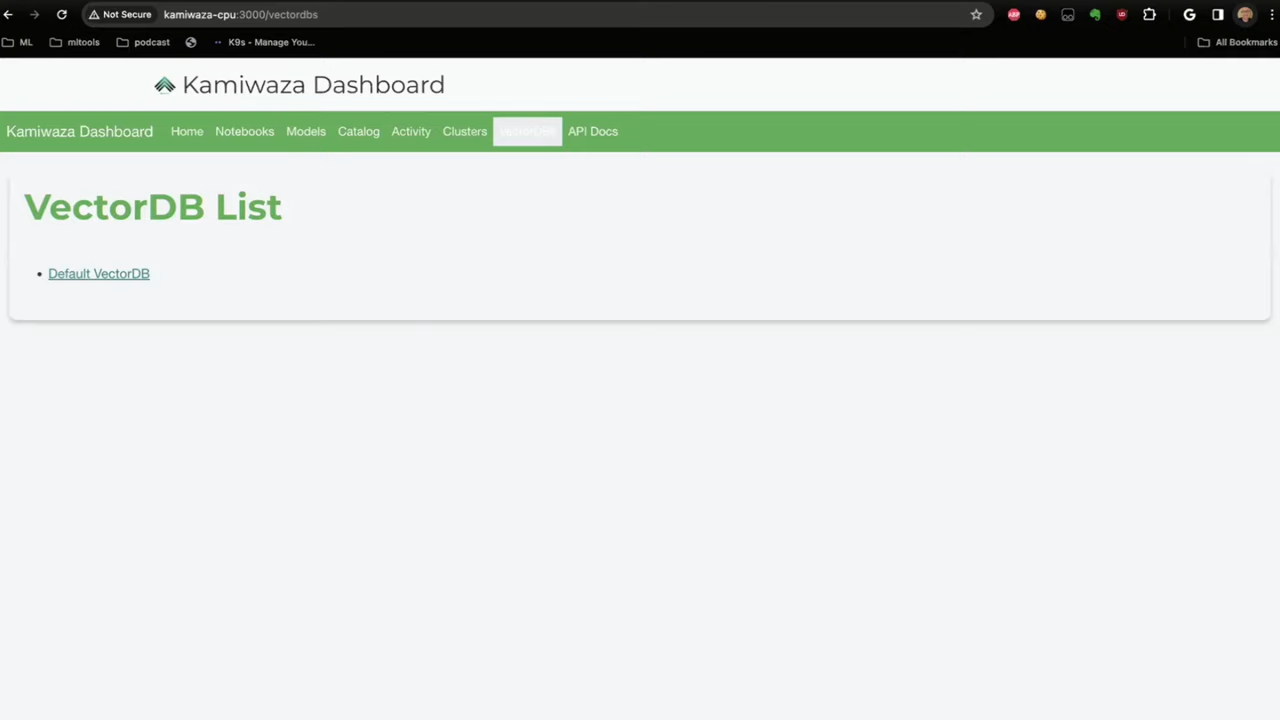 Not Secure kamiwaza-cpu:3000/vectordbs
ML mltools podcast K9s - Manage You... All Bookmarks
Kamiwaza Dashboard
Kamiwaza Dashboard Home Notebooks Models Catalog Activity Clusters VectorDBs API Docs
VectorDB List
• Default VectorDB